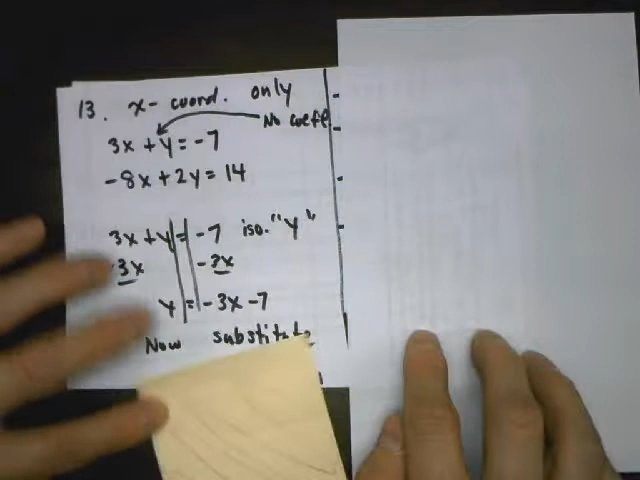 13. x- coord. only
No coeff
3x + y = -7
-8x + 2y = 14
3x + y = -7 iso. "y"
-3x -3x
y = -3x -7
Now substitute